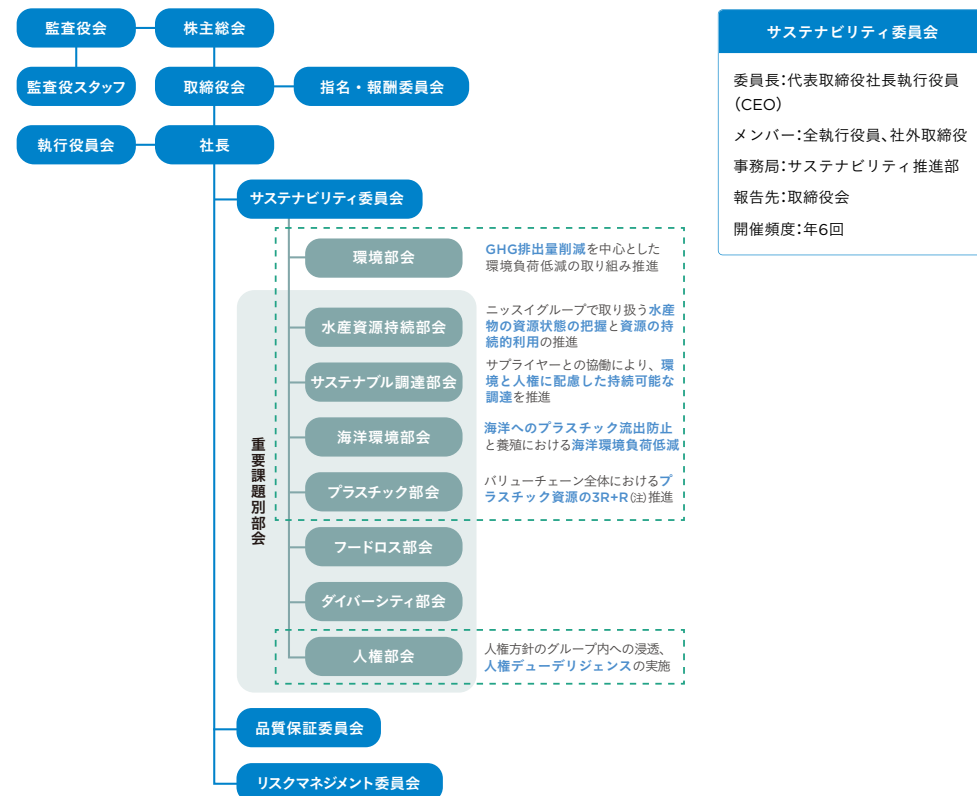 監査役会
株主総会
監査役スタッフ
取締役会
指名・報酬委員会
執行役員会
社長
サステナビリティ委員会
環境部会
GHG排出量削減を中心とした
環境負荷低減の取り組み推進
重要課題別部会
水産資源持続部会
ニッスイグループで取り扱う水産
物の資源状態の把握と資源の持
続的利用の推進
サステナブル調達部会
サプライヤーとの協働により、環
境と人権に配慮した持続可能な
調達を推進
海洋環境部会
海洋へのプラスチック流出防止
と養殖における海洋環境負荷低減
プラスチック部会
バリューチェーン全体におけるプ
ラスチック資源の3R+R(注)推進
フードロス部会
ダイバーシティ部会
人権部会
人権方針のグループ内への浸透、
人権デューデリジェンスの実施
品質保証委員会
リスクマネジメント委員会
サステナビリティ委員会
委員長:代表取締役社長執行役員
(CEO)
メンバー:全執行役員、社外取締役
事務局:サステナビリティ推進部
報告先:取締役会
開催頻度:年6回